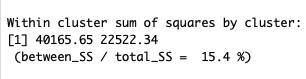 Within cluster sum of squares by cluster:
[1] 40165.65 22522.34
(between_SS / total_SS =  15.4 %)